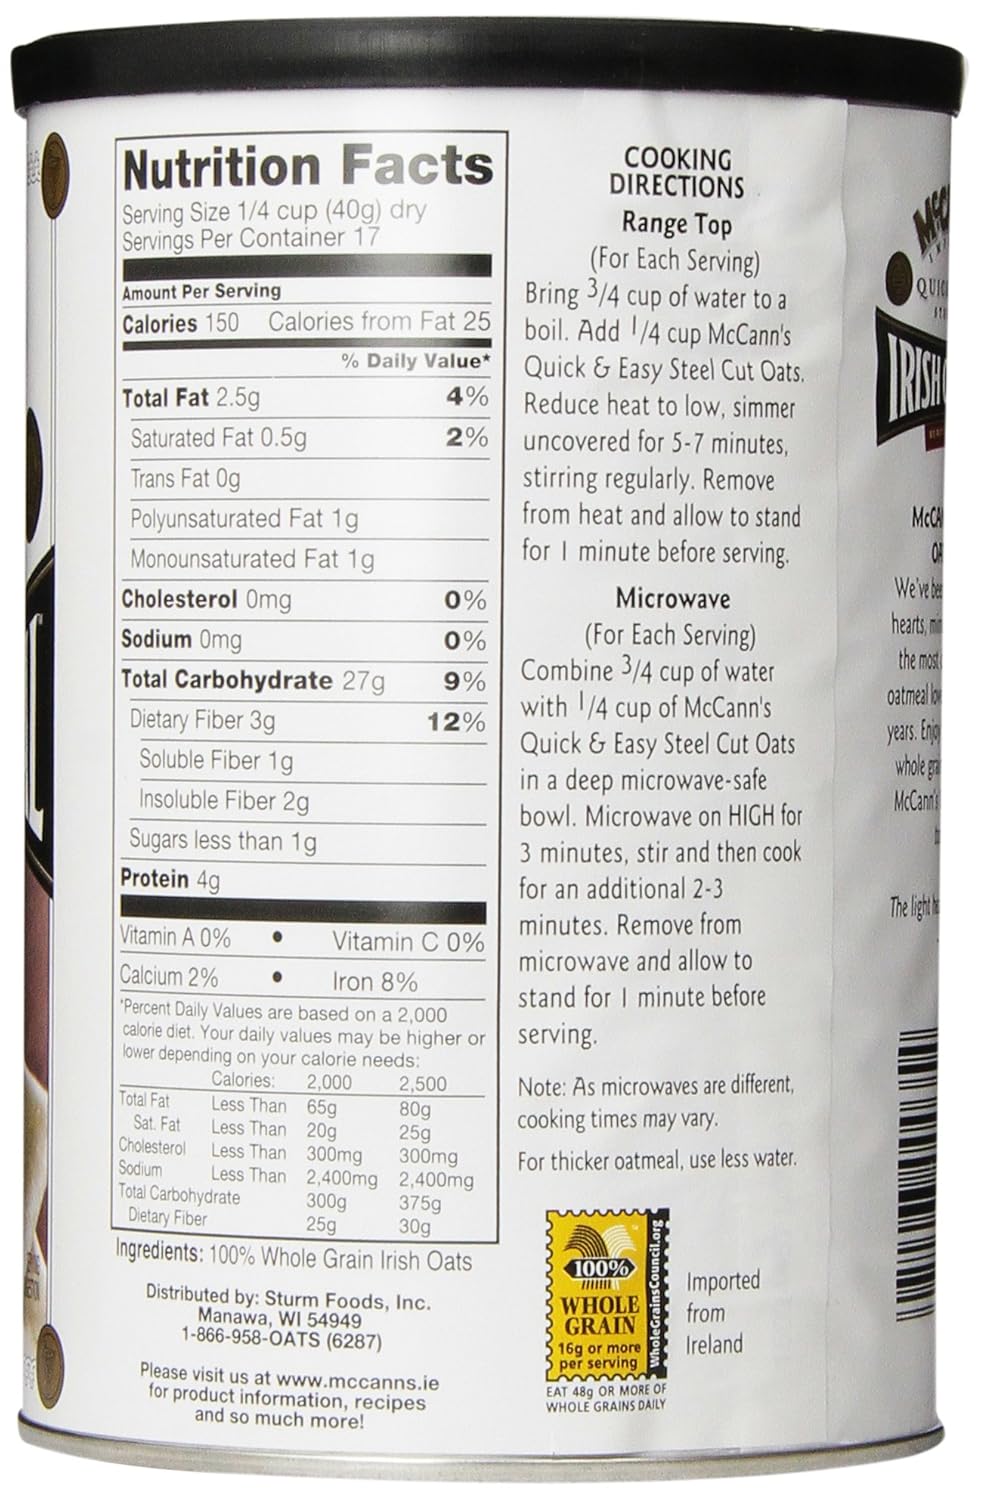 Nutrition Facts
Serving Size 1/4 cup (40g) dry
Servings Per Container 17
Amount Per Serving
Calories 150 Calories from Fat 25
% Daily Value*
Total Fat 2.5g 4%
Saturated Fat 0.5g 2%
Trans Fat 0g
Polyunsaturated Fat 1g
Monounsaturated Fat 1g
Cholesterol 0mg 0%
Sodium 0mg 0%
Total Carbohydrate 27g 9%
Dietary Fiber 3g 12%
Soluble Fiber 1g
Insoluble Fiber 2g
Sugars less than 1g
Protein 4g
Vitamin A 0% • Vitamin C 0%
Calcium 2% • Iron 8%
*Percent Daily Values are based on a 2,000
calorie diet. Your daily values may be higher or
lower depending on your calorie needs:
Calories: 2,000 2,500
Total Fat Less Than 65g 80g
Sat. Fat Less Than 20g 25g
Cholesterol Less Than 300mg 300mg
Sodium Less Than 2,400mg 2,400mg
Total Carbohydrate 300g 375g
Dietary Fiber 25g 30g
Ingredients: 100% Whole Grain Irish Oats
Distributed by: Sturm Foods, Inc.
Manawa, WI 54949
1-866-958-OATS (6287)
Please visit us at www.mccanns.ie
for product information, recipes
and so much more!
COOKING
DIRECTIONS
Range Top
(For Each Serving)
Bring 3/4 cup of water to a
boil. Add 1/4 cup McCann's
Quick & Easy Steel Cut Oats.
Reduce heat to low, simmer
uncovered for 5-7 minutes,
stirring regularly. Remove
from heat and allow to stand
for 1 minute before serving.
Microwave
(For Each Serving)
Combine 3/4 cup of water
with 1/4 cup of McCann's
Quick & Easy Steel Cut Oats
in a deep microwave-safe
bowl. Microwave on HIGH for
3 minutes, stir and then cook
for an additional 2-3
minutes. Remove from
microwave and allow to
stand for 1 minute before
serving.
Note: As microwaves are different,
cooking times may vary.
For thicker oatmeal, use less water.
100%
WHOLE
GRAIN
16g or more
per serving
WholeGrainsCouncil.org
EAT 48g OR MORE OF
WHOLE GRAINS DAILY
Imported
from
Ireland
IRISH
We've
hearts,
the most
oatmeal
years.
whole
McCann's
The light